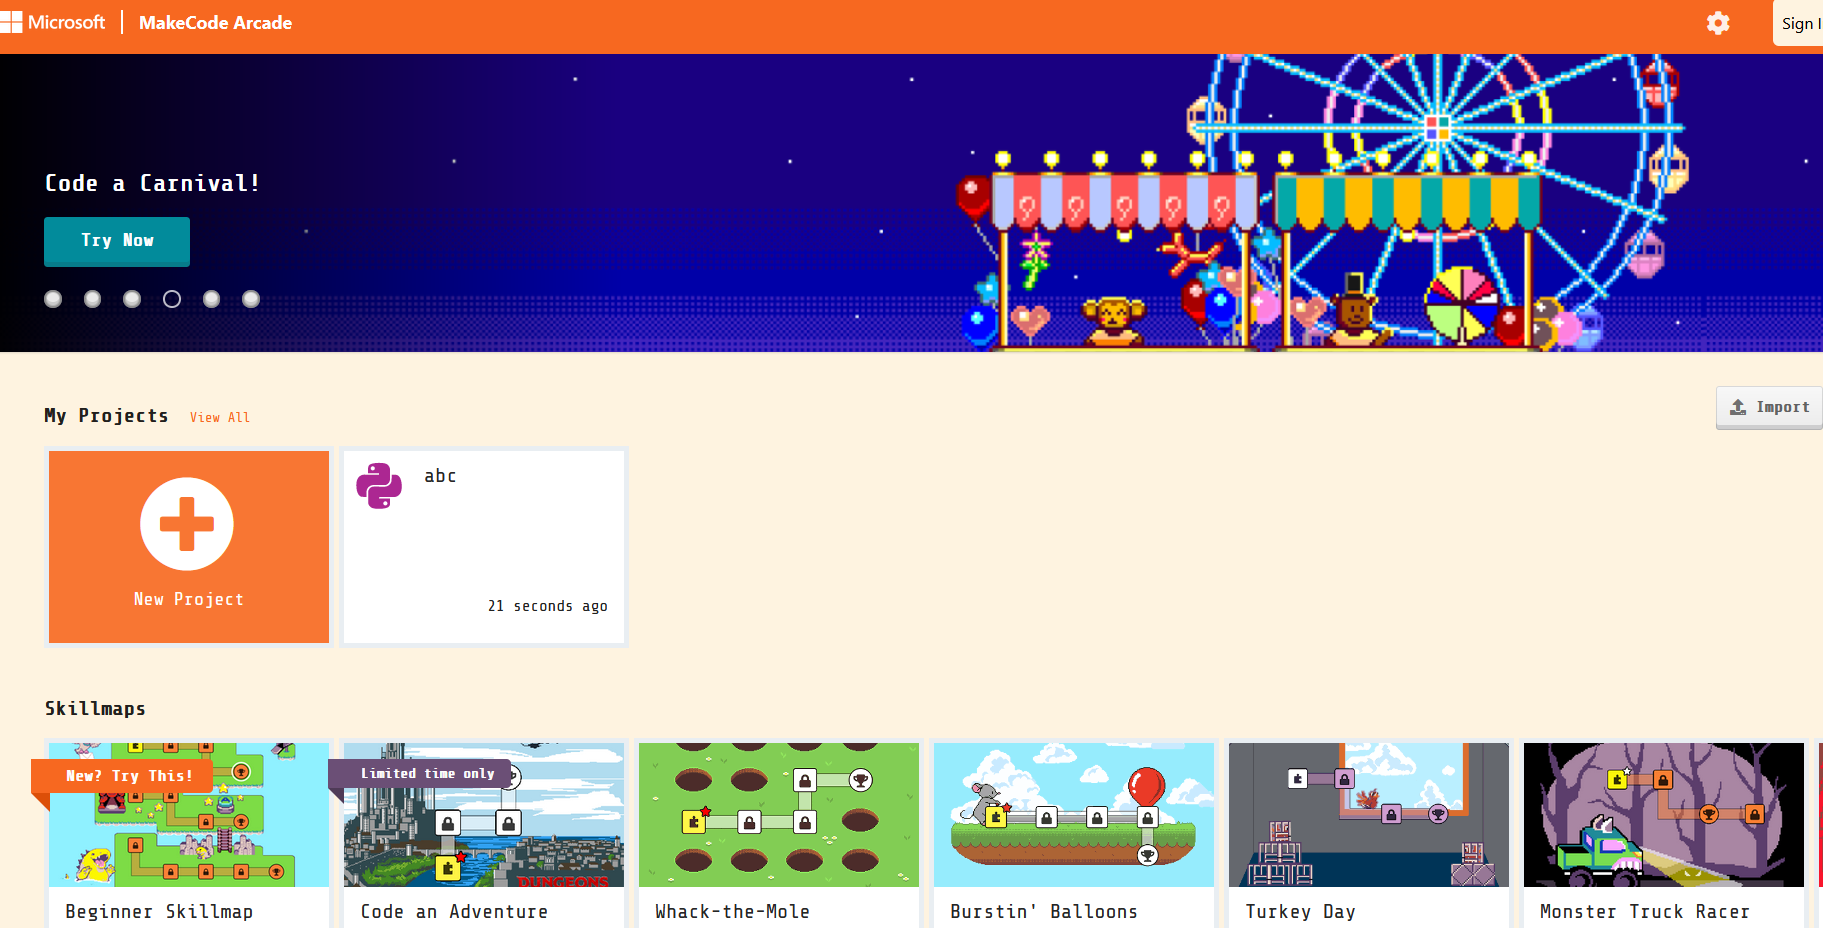 Microsoft
MakeCode Arcade
Code a Carnival!
Try Now
My Projects View All
Import
New Project
abc
21 seconds ago
Skillmaps
New? Try This!
Limited time only
DUNGEONS
Beginner Skillmap
Code an Adventure
Whack-the-Mole
Burstin' Balloons
Turkey Day
Monster Truck Racer